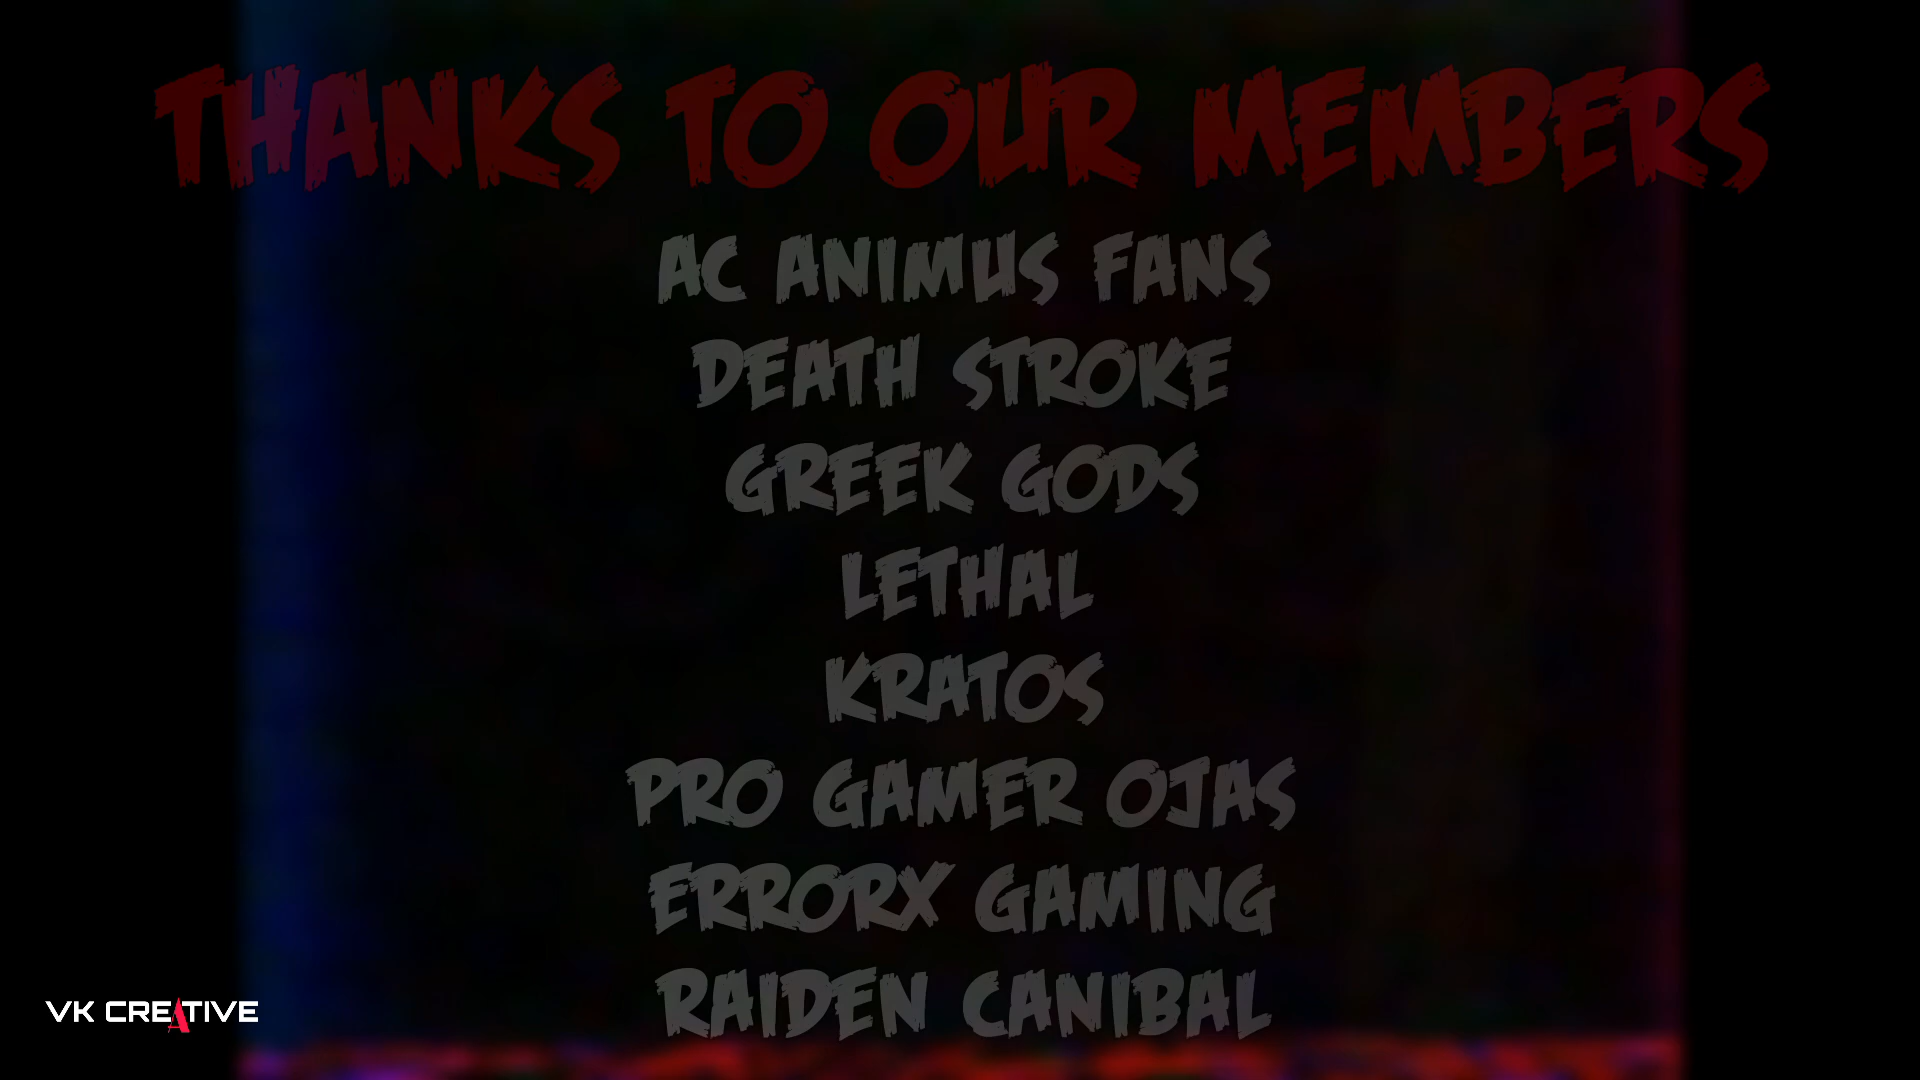 THANKS TO OUR MEMBERS
AC ANIMUS FANS
DEATH STROKE
GREEK GODS
LETHAL
KRATOS
PRO GAMER OJAS
ERRORX GAMING
RAIDEN CANIBAL
VK CREATIVE